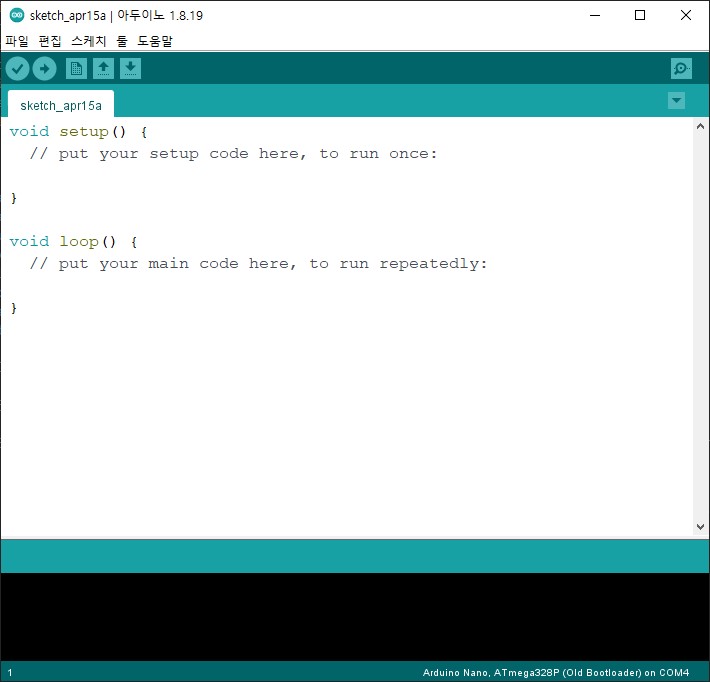 sketch_apr15a | 아두이노 1.8.19
파일 편집 스케치 툴 도움말
sketch_apr15a
void setup() {
  // put your setup code here, to run once:
}
void loop() {
  // put your main code here, to run repeatedly:
}
1 Arduino Nano, ATmega328P (Old Bootloader) on COM4